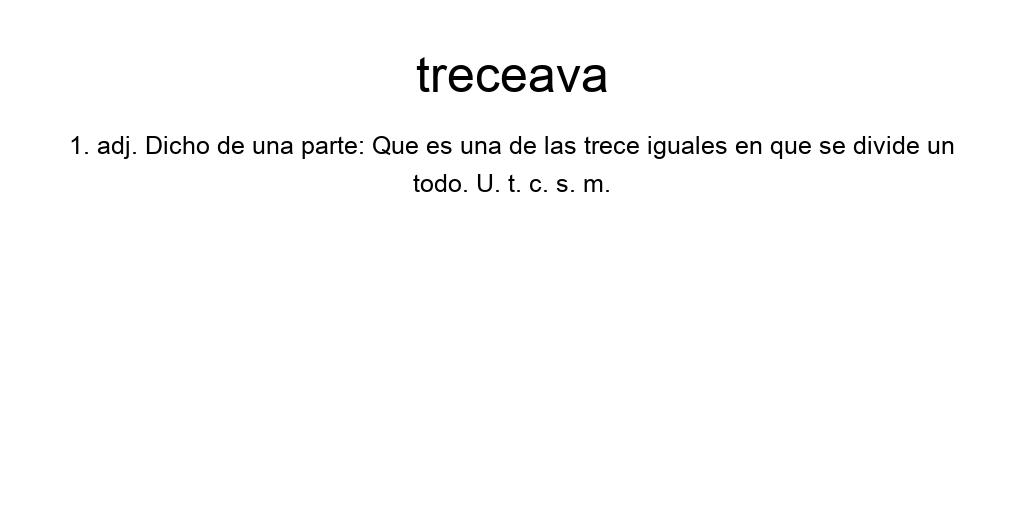 treceava
1. adj. Dicho de una parte: Que es una de las trece iguales en que se divide un
todo. U. t. c. s. m.